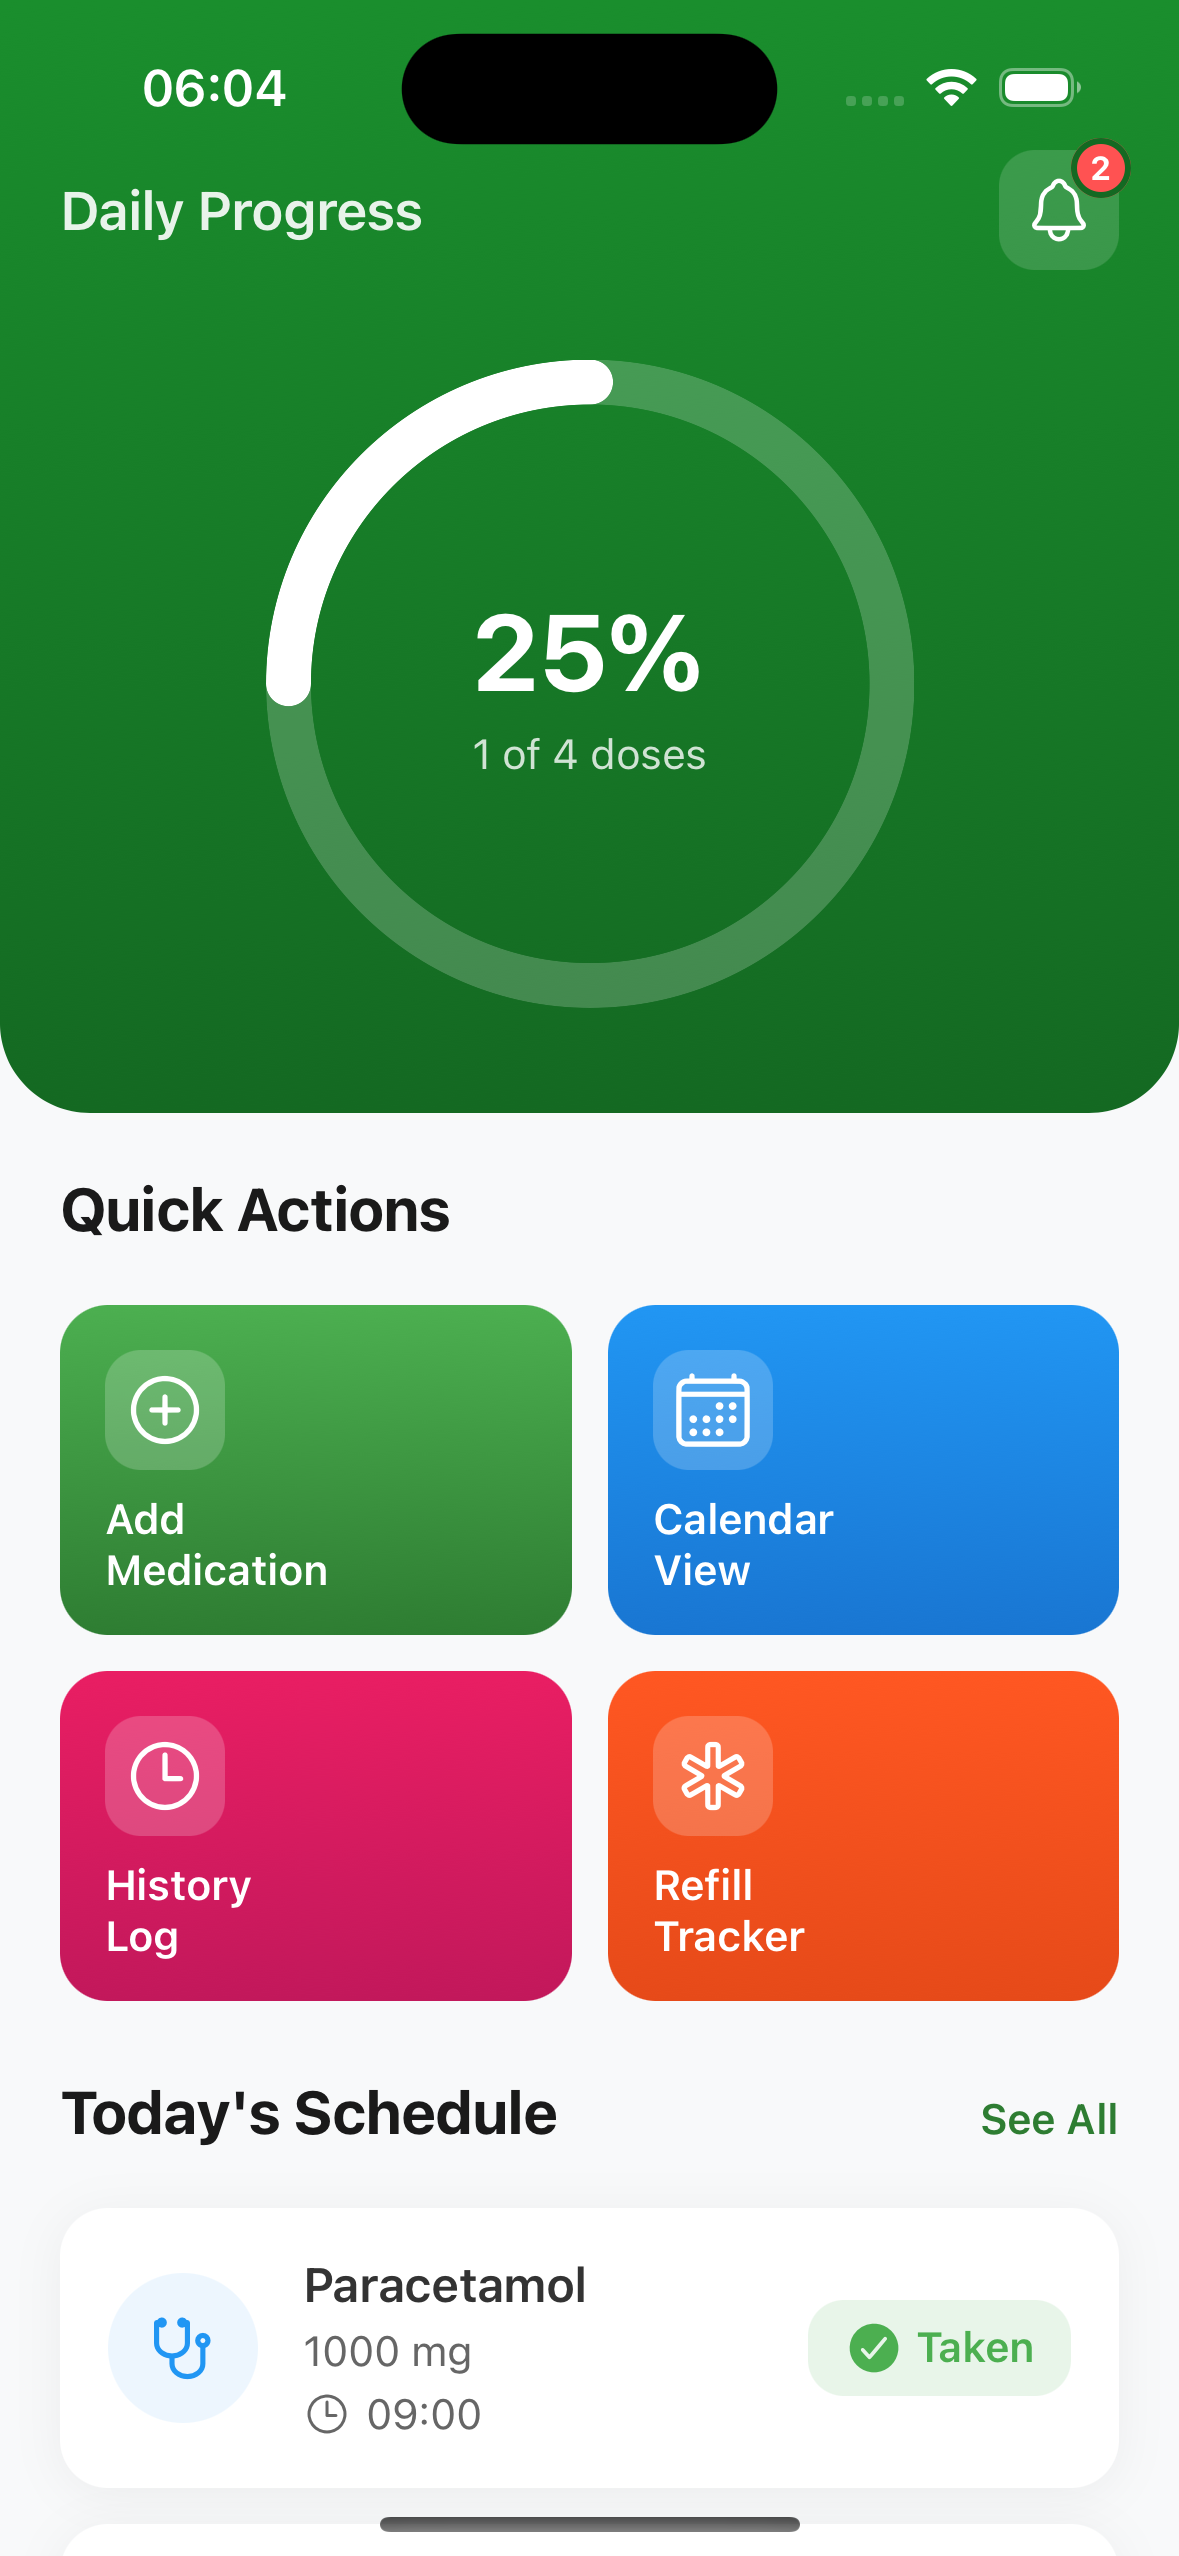 06:04
Daily Progress
2
25%
1 of 4 doses
Quick Actions
Add
Medication
Calendar
View
History
Log
Refill
Tracker
Today's Schedule
See All
Paracetamol
1000 mg
09:00
Taken